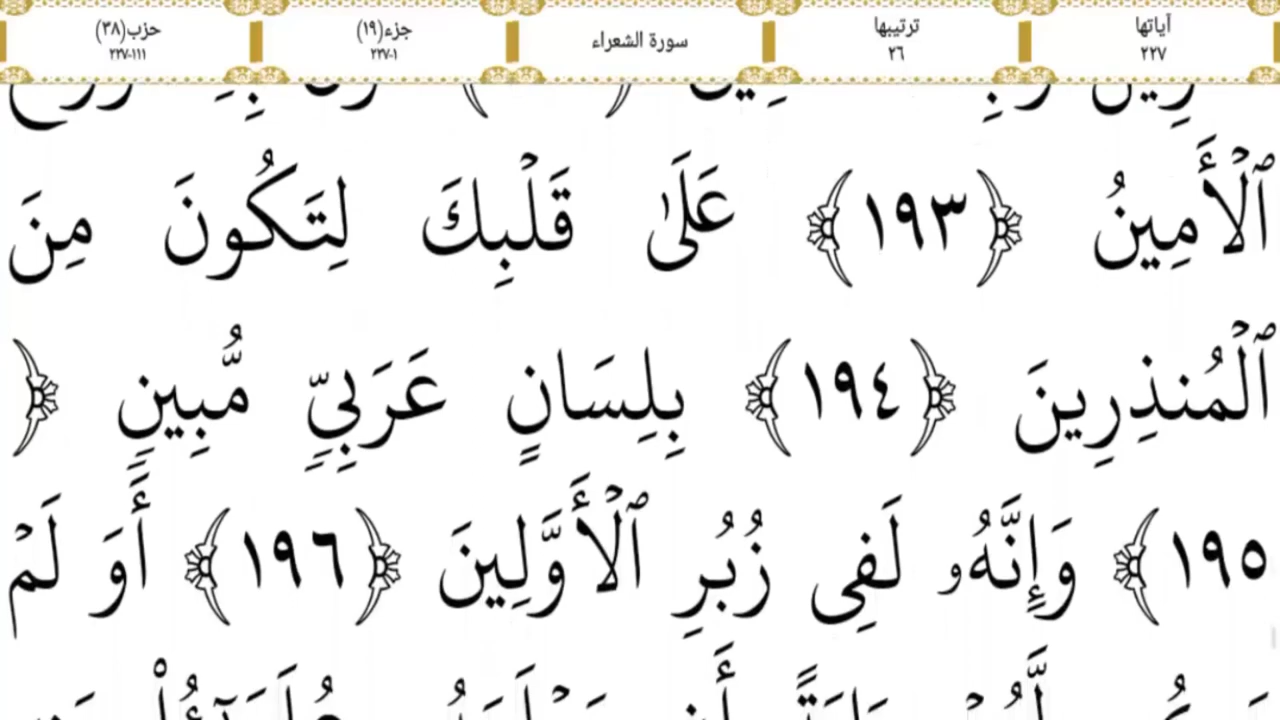 آياتها
٢٢٧
ترتيبها
٢٦
سورة الشعراء
جزء(١٩)
٢٢٧-١
حزب(٣٨)
٢٢٧-١١١
ٱلۡأَمِينُ ﴿١٩٣﴾ عَلَىٰ قَلۡبِكَ لِتَكُونَ مِنَ
ٱلۡمُنذِرِينَ ﴿١٩٤﴾ بِلِسَانٍ عَرَبِيّٖ مُّبِينٖ ﴿
١٩٥﴾ وَإِنَّهُۥ لَفِي زُبُرِ ٱلۡأَوَّلِينَ ﴿١٩٦﴾ أَوَ لَمۡ